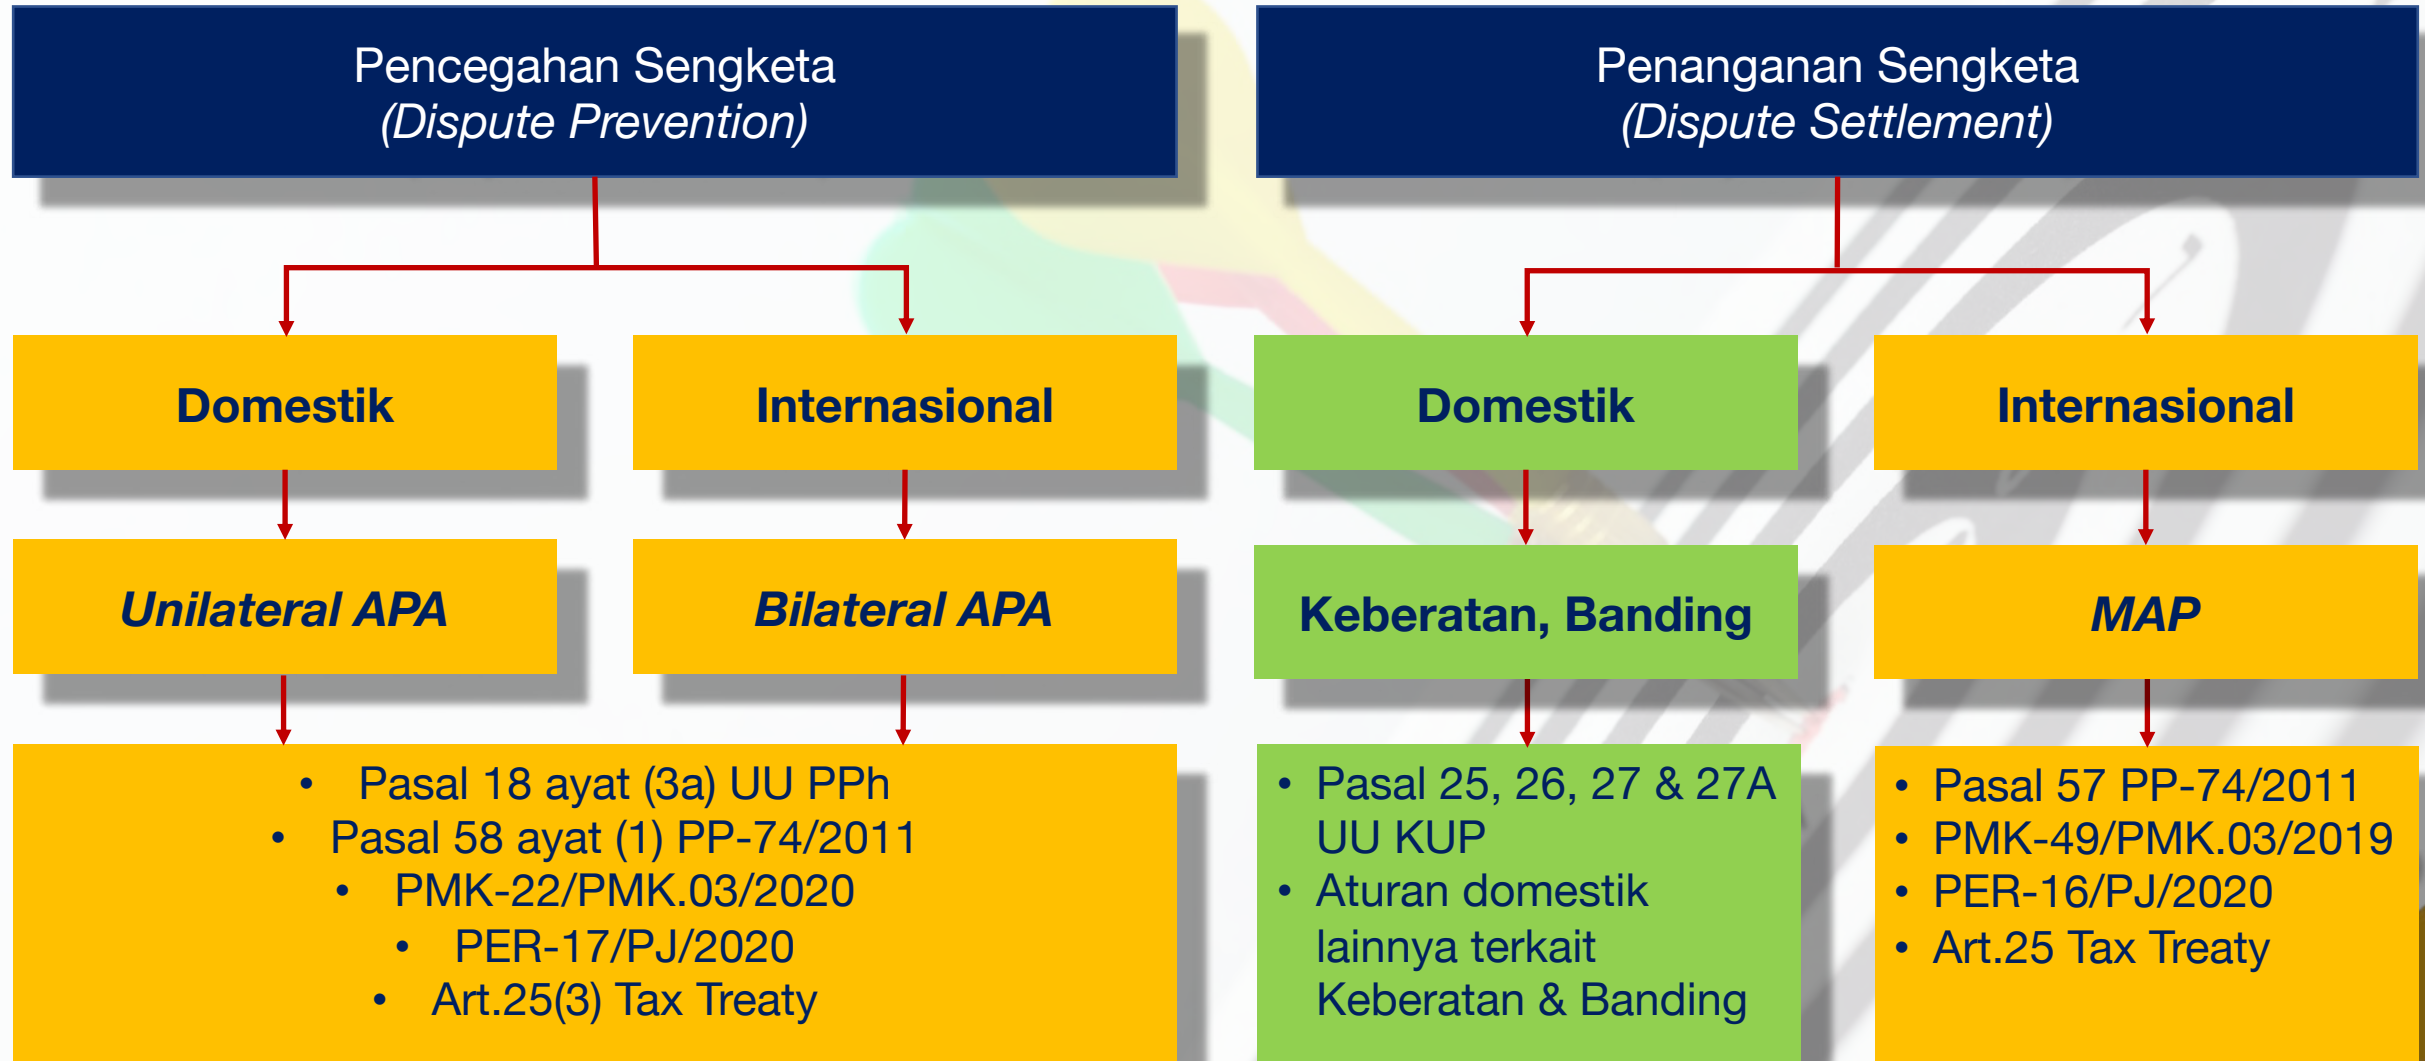 Pencegahan Sengketa
(Dispute Prevention)
Penanganan Sengketa
(Dispute Settlement)
Domestik
Internasional
Domestik
Internasional
Unilateral APA
Bilateral APA
Keberatan, Banding
MAP
• Pasal 18 ayat (3a) UU PPh
• Pasal 58 ayat (1) PP-74/2011
• PMK-22/PMK.03/2020
• PER-17/PJ/2020
• Art.25(3) Tax Treaty
• Pasal 25, 26, 27 & 27A
UU KUP
• Aturan domestik
lainnya terkait
Keberatan & Banding
• Pasal 57 PP-74/2011
• PMK-49/PMK.03/2019
• PER-16/PJ/2020
• Art.25 Tax Treaty